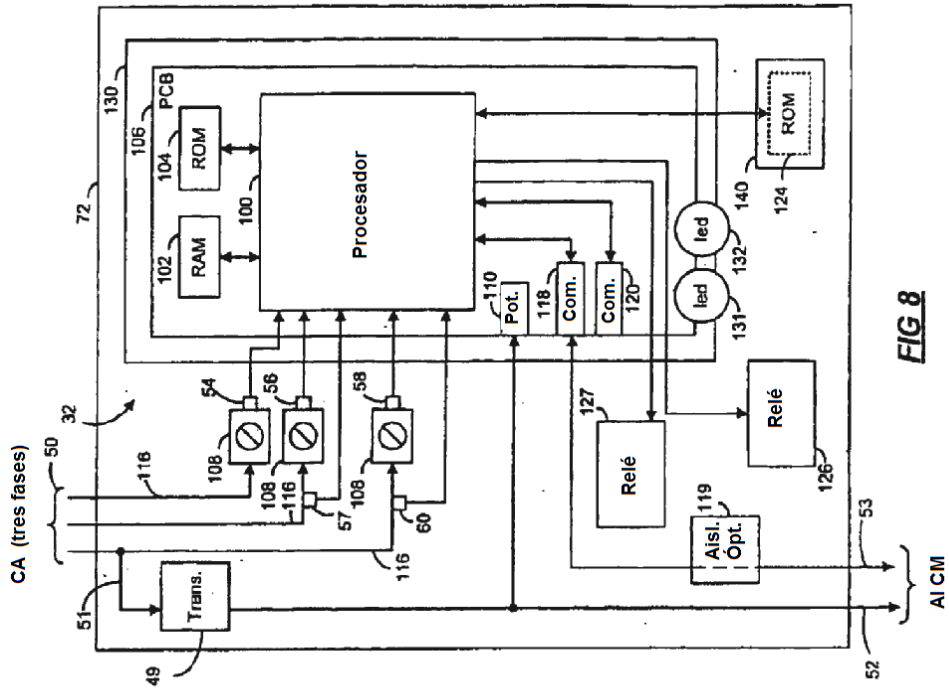 CA (tres fases)
50
72
130
106
PCB
32
116
102
RAM
104
ROM
100
Procesador
54
108
56
108
116
57
58
108
60
116
51
Trans.
49
110
Pot.
118
Com.
Com.
120
led
131
led
132
140
ROM
124
127
Relé
Relé
126
119
Aisl.
Ópt.
53
52
Al CM
FIG 8